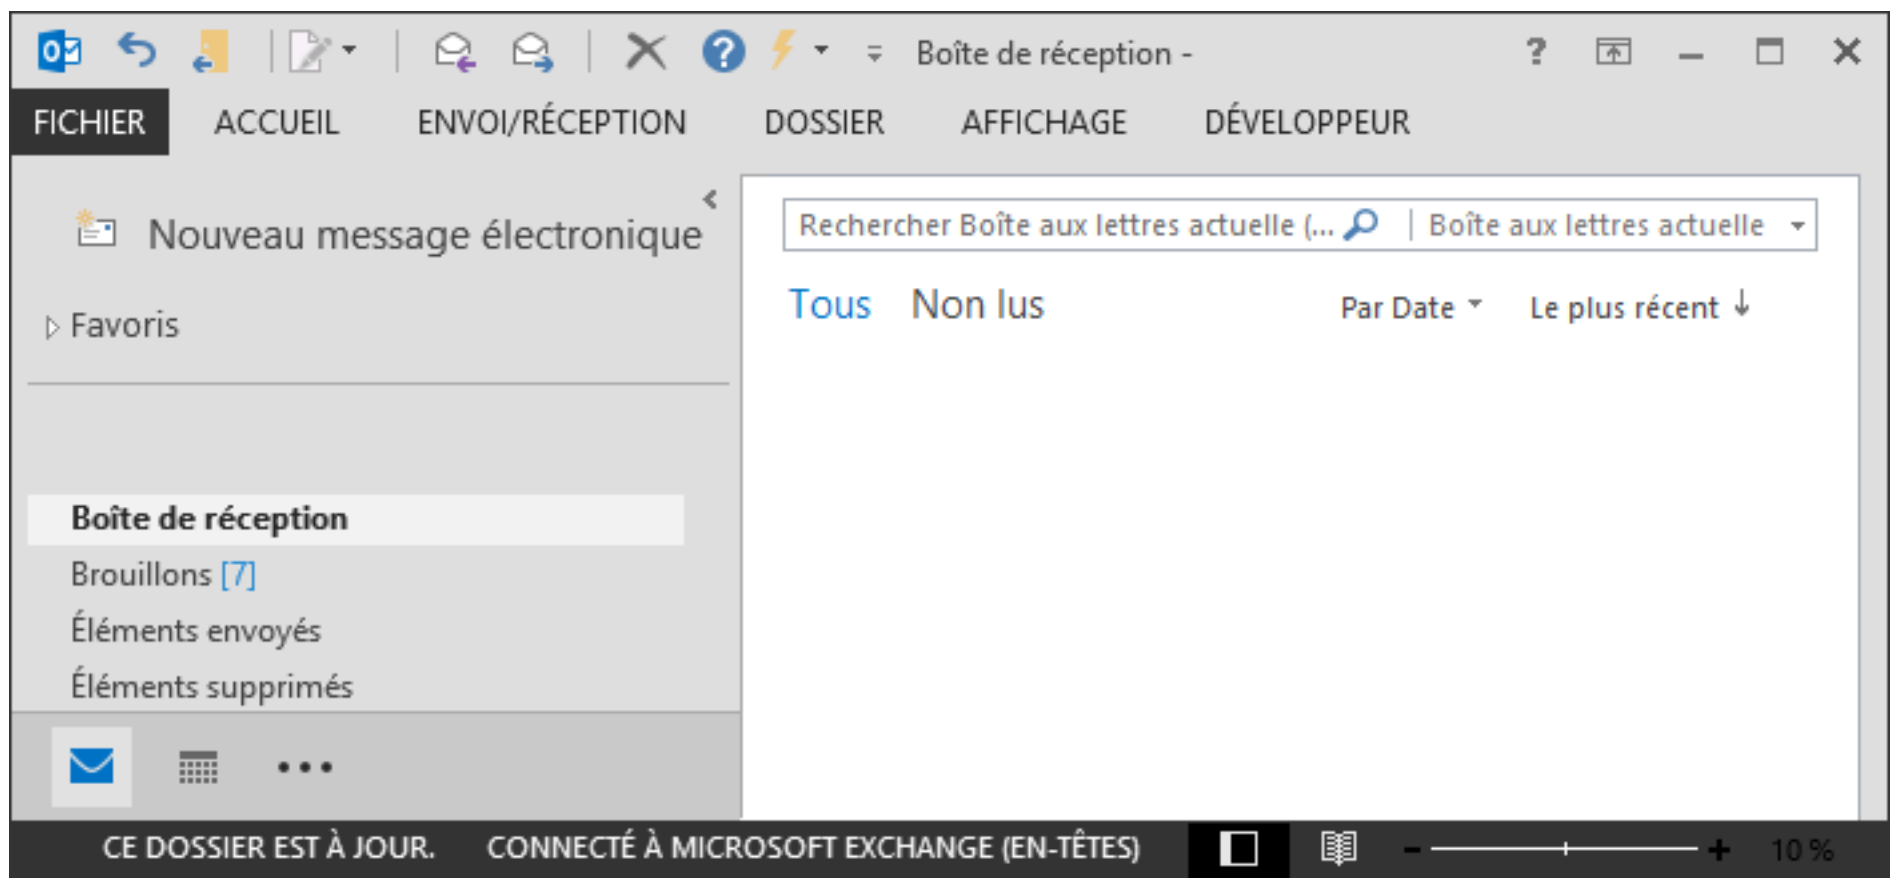 Boîte de réception -
FICHIER ACCUEIL ENVOI/RÉCEPTION DOSSIER AFFICHAGE DÉVELOPPEUR
Nouveau message électronique
Favoris
Boîte de réception
Brouillons [7]
Éléments envoyés
Éléments supprimés
Rechercher Boîte aux lettres actuelle (... Boîte aux lettres actuelle
Tous Non lus Par Date Le plus récent
CE DOSSIER EST À JOUR. CONNECTÉ À MICROSOFT EXCHANGE (EN-TÊTES) 10 %